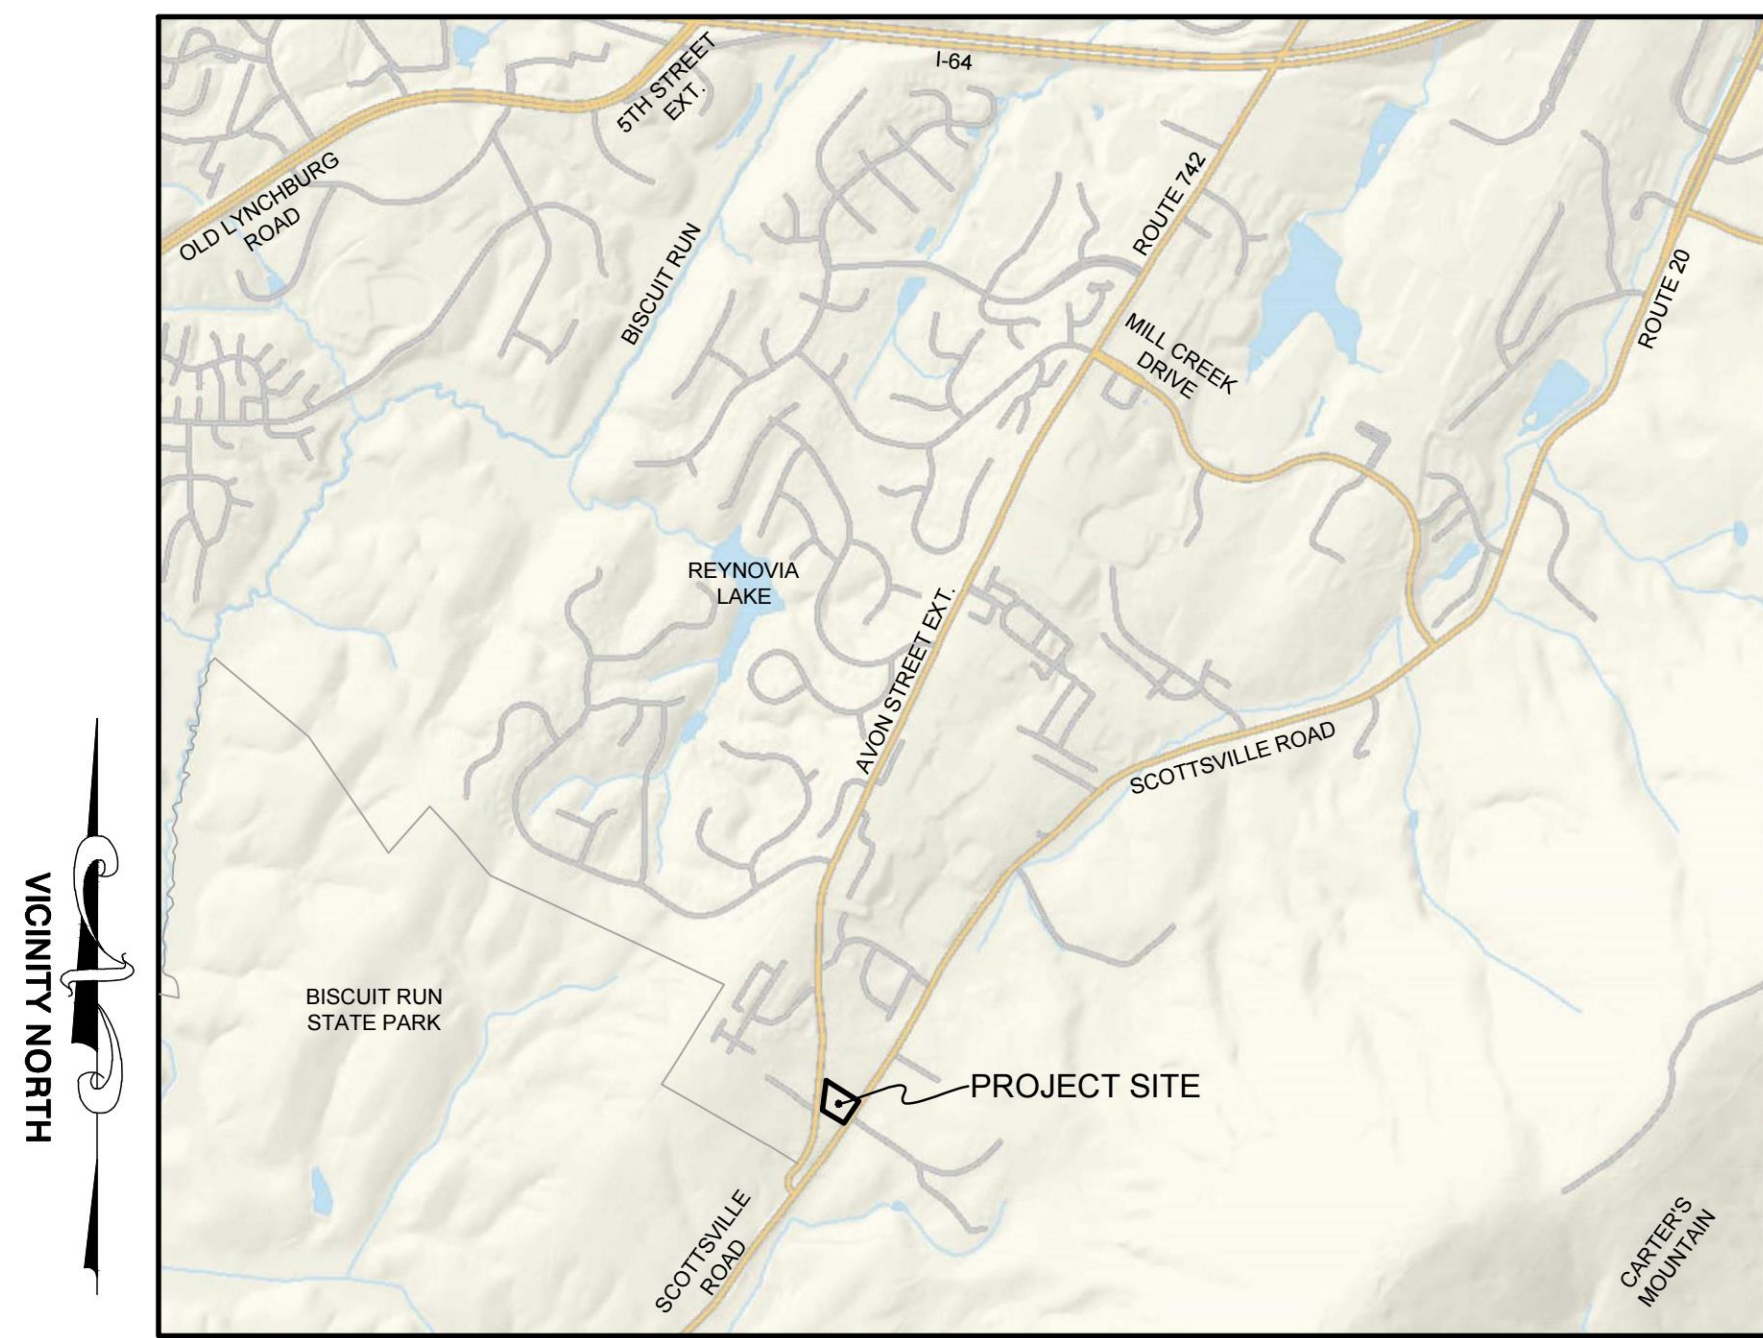 I-64
5TH STREET
EXT.
OLD LYNCHBURG
ROAD
BISCUIT RUN
ROUTE 742
ROUTE 20
MILL CREEK
DRIVE
REYNOVIA
LAKE
AVON STREET EXT.
SCOTTSVILLE ROAD
VICINITY NORTH
BISCUIT RUN
STATE PARK
PROJECT SITE
SCOTTSVILLE
ROAD
CARTER'S
MOUNTAIN